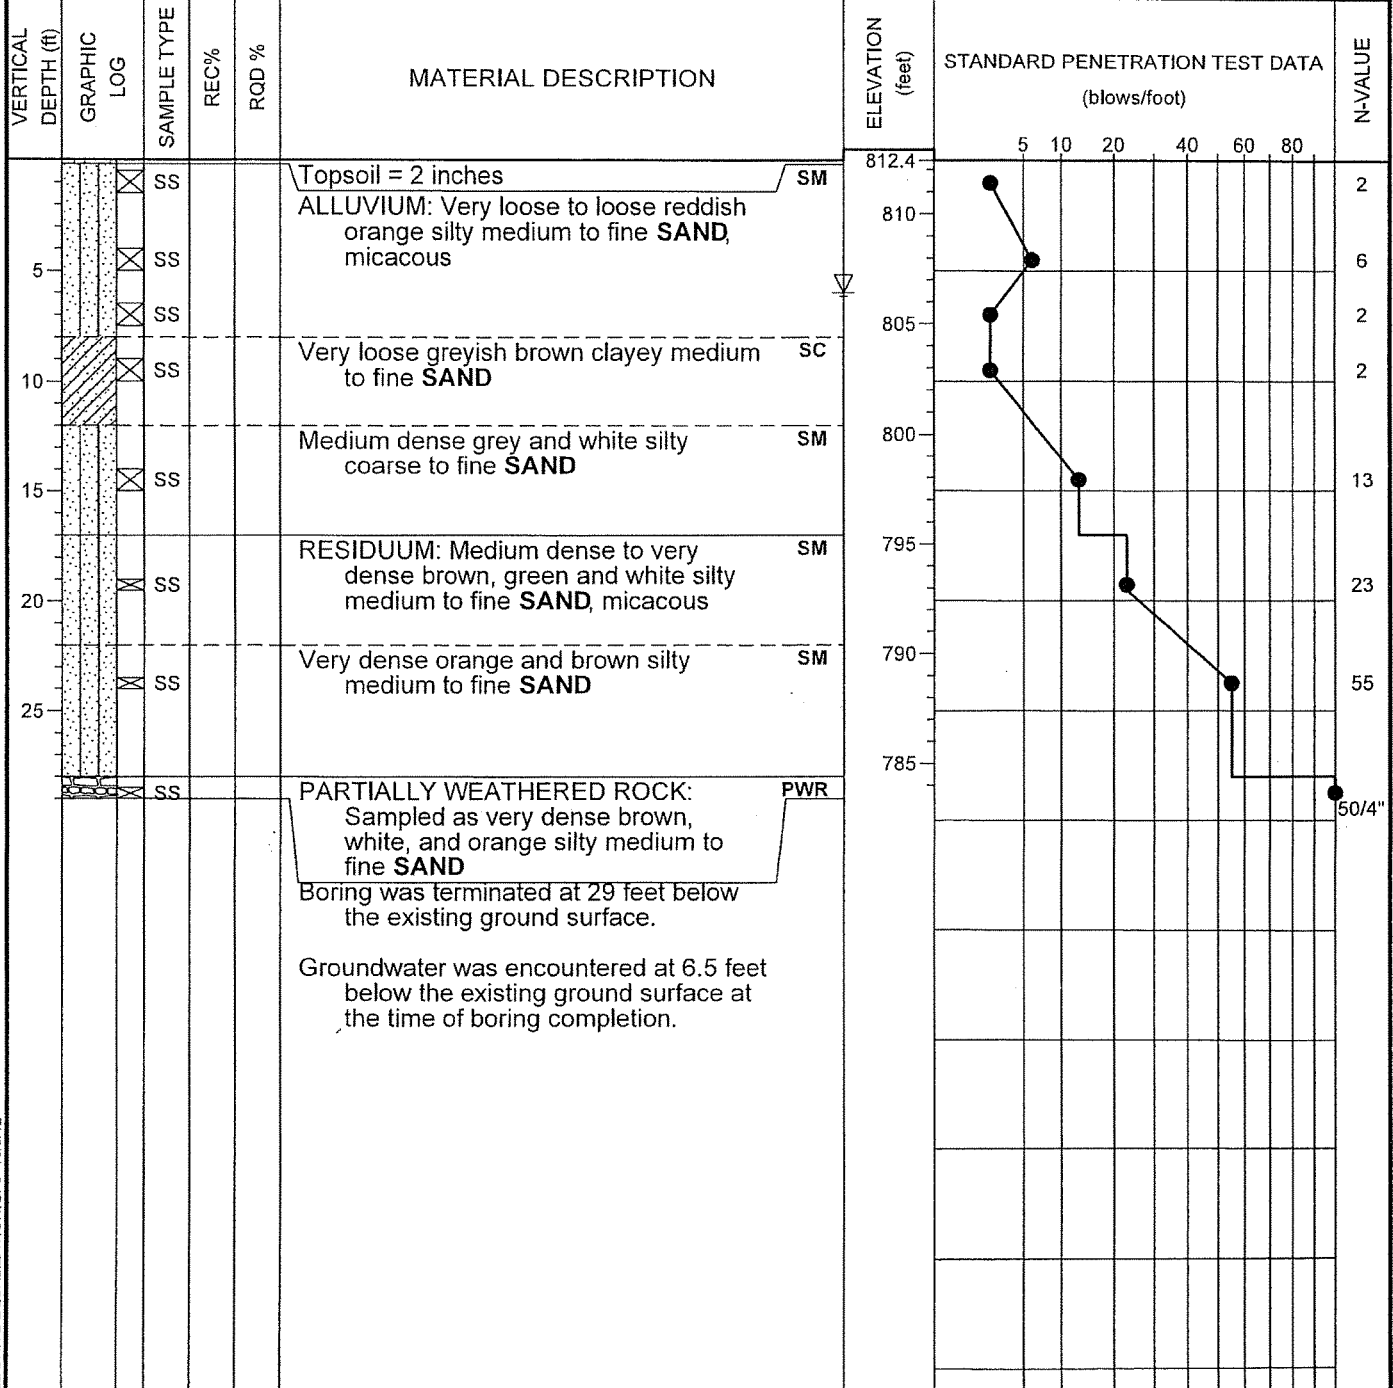 VERTICAL
DEPTH (ft)
GRAPHIC
LOG
SAMPLE TYPE
REC%
RQD %
MATERIAL DESCRIPTION
ELEVATION
(feet)
STANDARD PENETRATION TEST DATA
(blows/foot)
N-VALUE
5 10 20 40 60 80
812.4
Topsoil = 2 inches SM
SS 2
ALLUVIUM: Very loose to loose reddish
orange silty medium to fine SAND,
micacous
810
SS 6
5
SS 2
805
Very loose greyish brown clayey medium SC
to fine SAND
SS 2
10
Medium dense grey and white silty SM
coarse to fine SAND
800
SS 13
15
RESIDUUM: Medium dense to very SM
dense brown, green and white silty
medium to fine SAND, micacous
795
SS 23
20
Very dense orange and brown silty SM
medium to fine SAND
790
SS 55
25
785
PARTIALLY WEATHERED ROCK: PWR
SS 50/4"
Sampled as very dense brown,
white, and orange silty medium to
fine SAND
Boring was terminated at 29 feet below
the existing ground surface.
Groundwater was encountered at 6.5 feet
below the existing ground surface at
the time of boring completion.